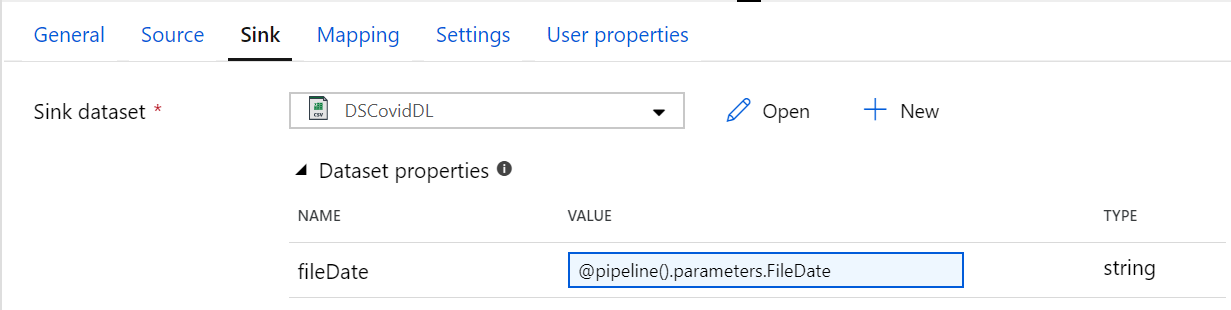 General Source Sink Mapping Settings User properties
Sink dataset * CSV DSCovidDL Open New
Dataset properties
NAME VALUE TYPE
fileDate @pipeline().parameters.FileDate string